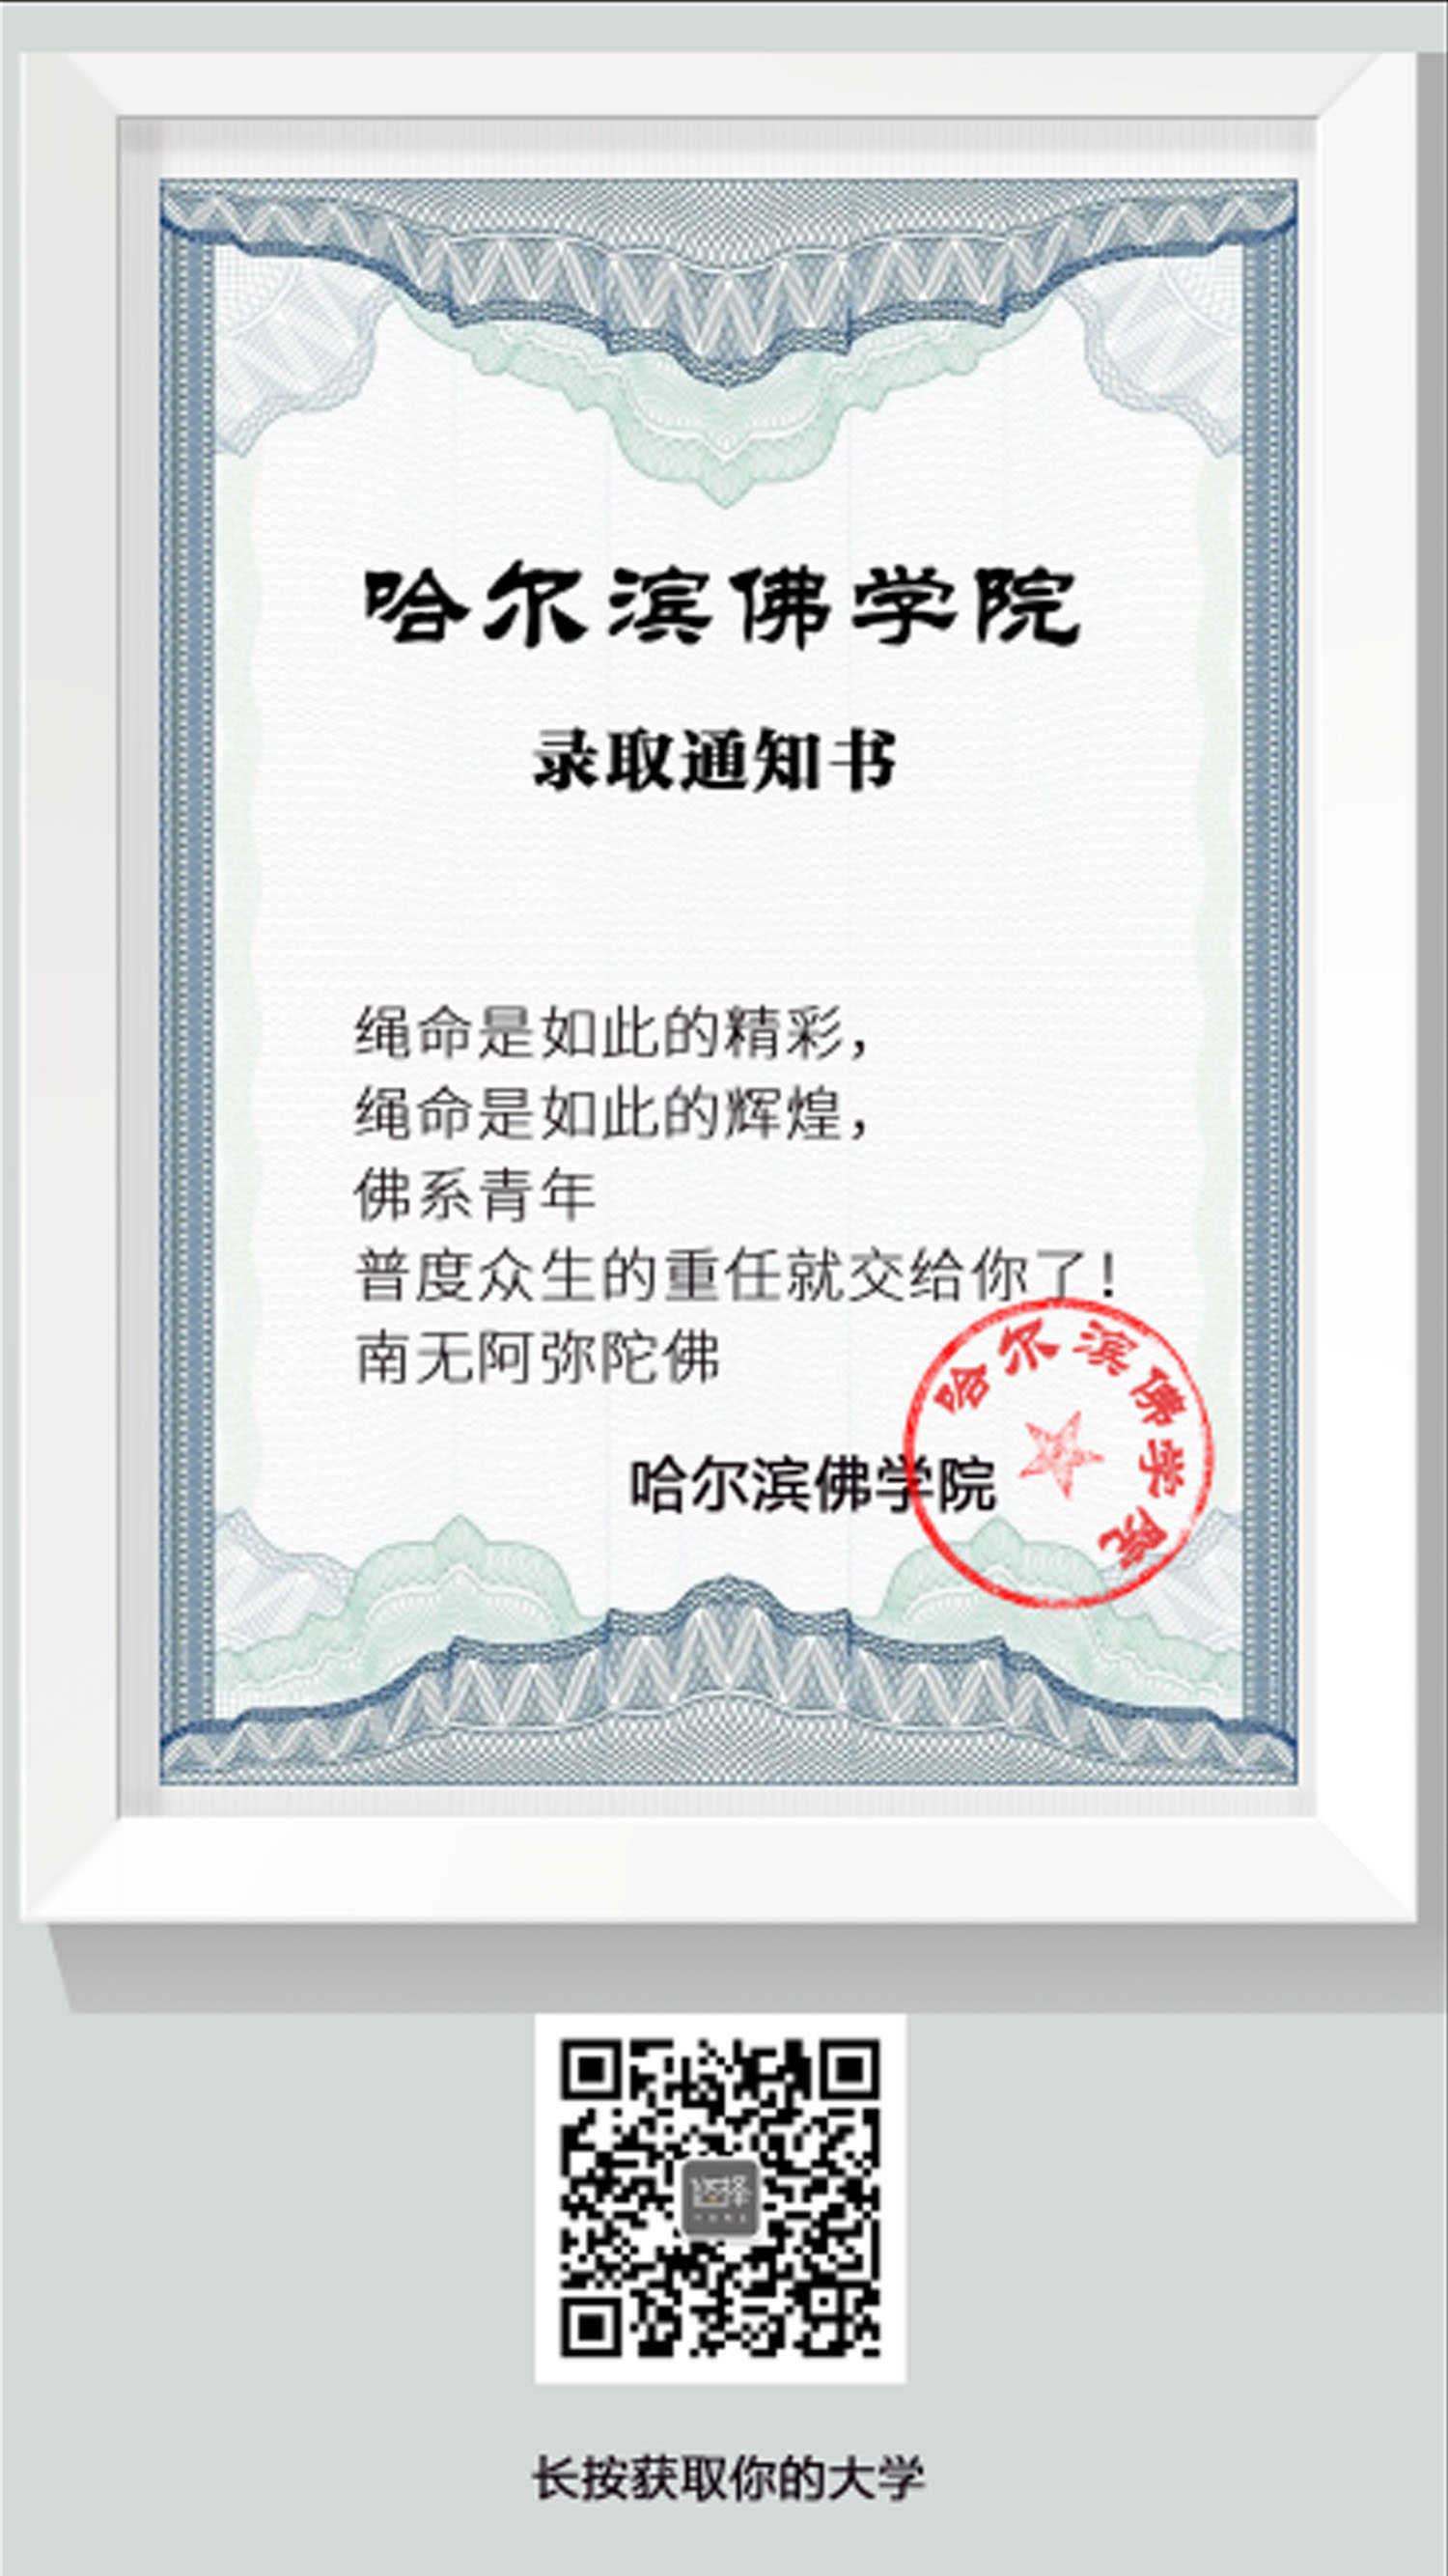 哈尔滨佛学院
录取通知书
绳命是如此的精彩，
绳命是如此的辉煌，
佛系青年
普度众生的重任就交给你了！
南无阿弥陀佛
哈尔滨佛学院
哈尔滨佛学院
选择
长按获取你的大学